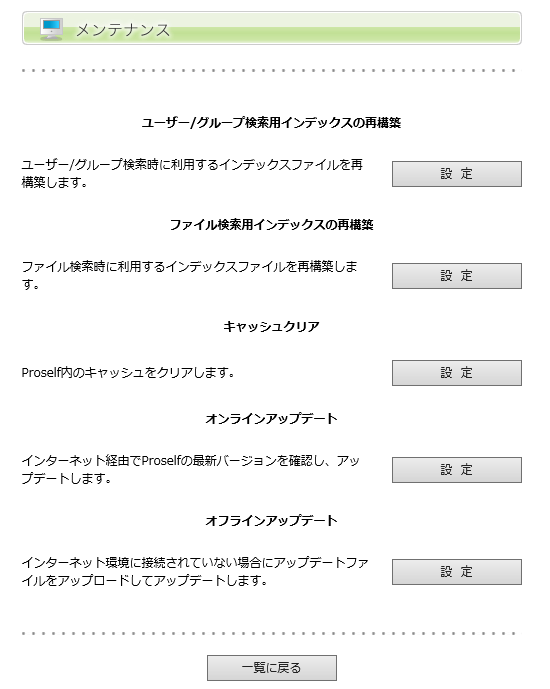 メンテナンス
ユーザー/グループ検索用インデックスの再構築
ユーザー/グループ検索時に利用するインデックスファイルを再
構築します。
設 定
ファイル検索用インデックスの再構築
ファイル検索時に利用するインデックスファイルを再構築しま
す。
設 定
キャッシュクリア
Proself内のキャッシュをクリアします。
設 定
オンラインアップデート
インターネット経由でProselfの最新バージョンを確認し、アッ
プデートします。
設 定
オフラインアップデート
インターネット環境に接続されていない場合にアップデートファ
イルをアップロードしてアップデートします。
設 定
一覧に戻る